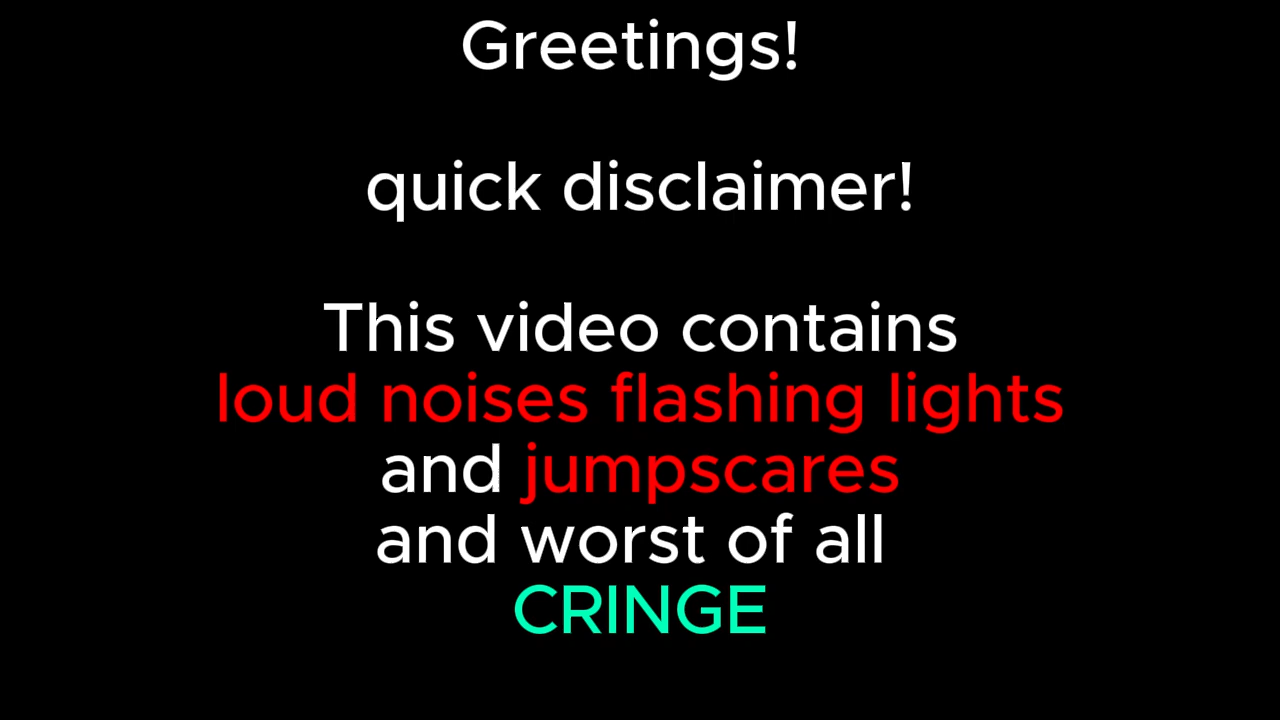 Greetings!
quick disclaimer!
This video contains
loud noises flashing lights
and jumpscares
and worst of all
CRINGE